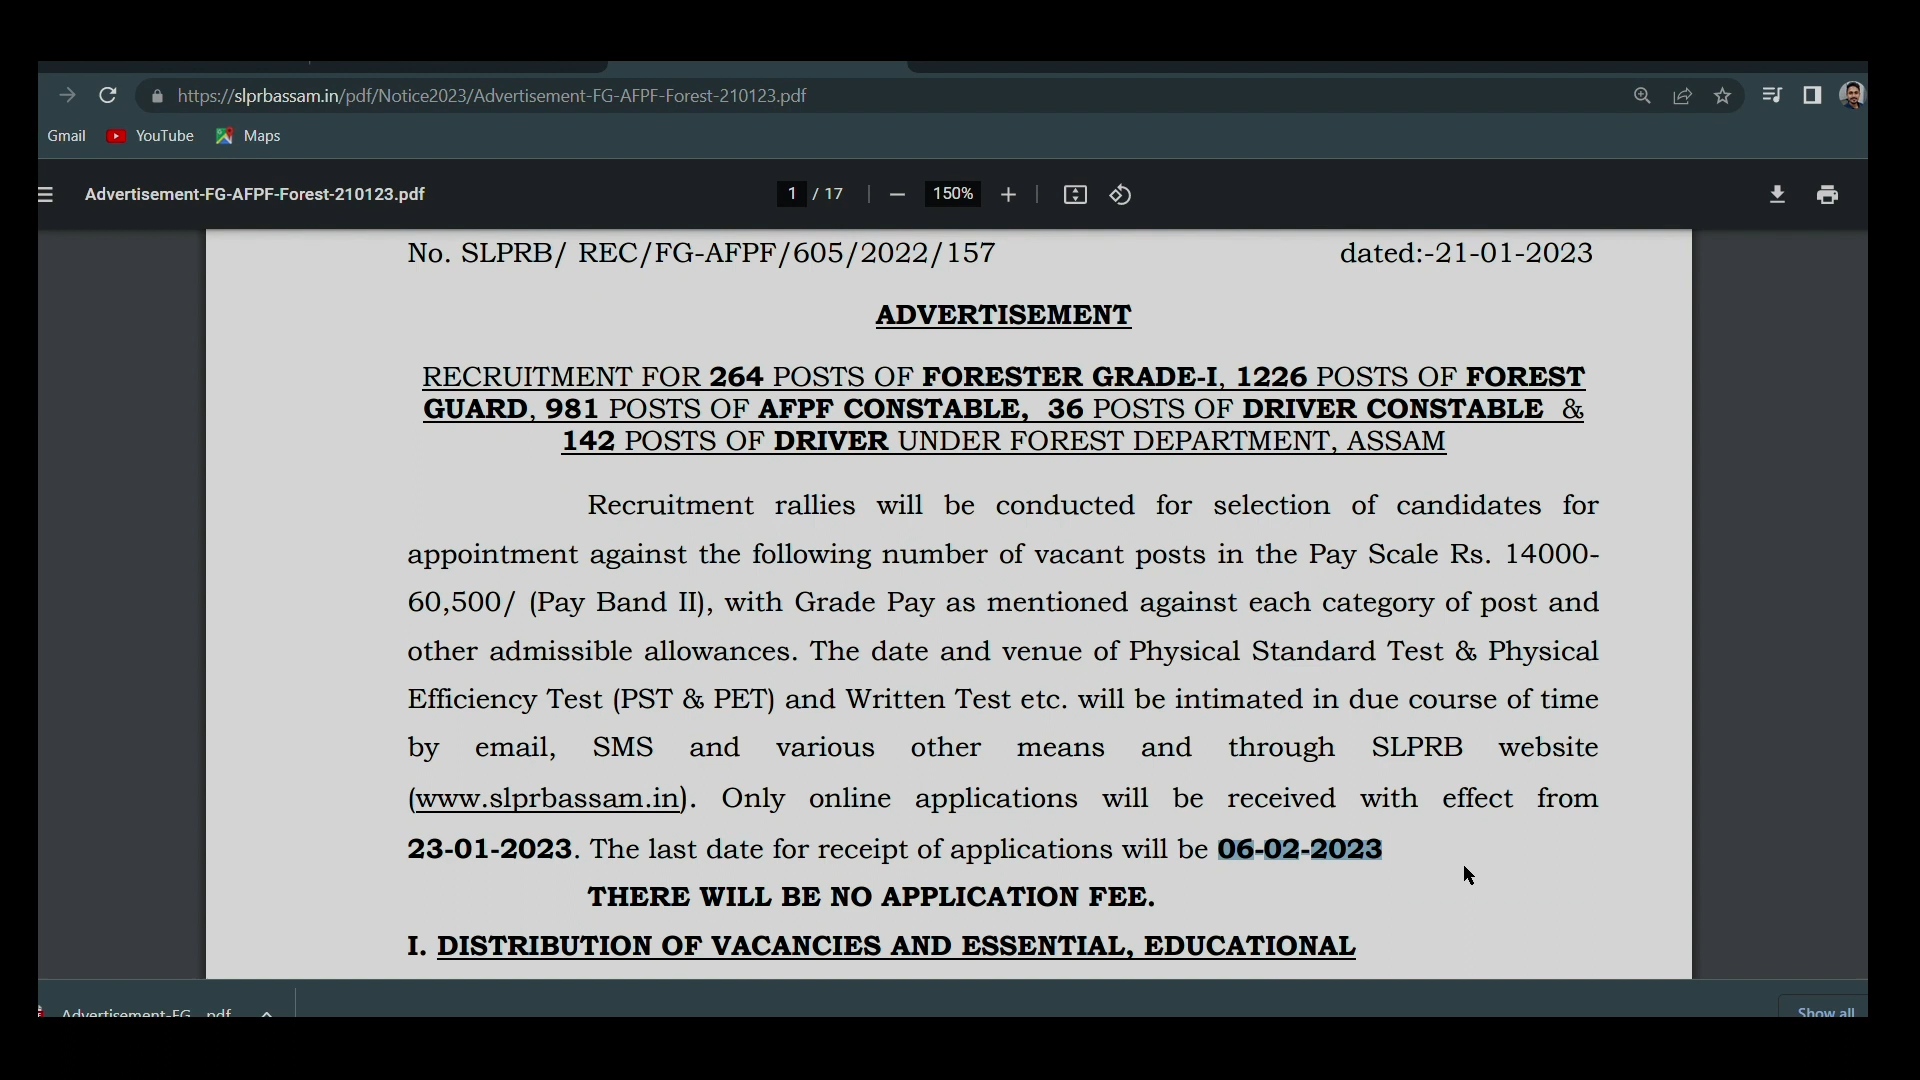 https://slprbassam.in/pdf/Notice2023/Advertisement-FG-AFPF-Forest-210123.pdf
Gmail YouTube Maps
Advertisement-FG-AFPF-Forest-210123.pdf 1 / 17 150%
No. SLPRB/ REC/FG-AFPF/605/2022/157 dated:-21-01-2023
ADVERTISEMENT
RECRUITMENT FOR 264 POSTS OF FORESTER GRADE-I, 1226 POSTS OF FOREST
GUARD, 981 POSTS OF AFPF CONSTABLE, 36 POSTS OF DRIVER CONSTABLE &
142 POSTS OF DRIVER UNDER FOREST DEPARTMENT, ASSAM
Recruitment rallies will be conducted for selection of candidates for
appointment against the following number of vacant posts in the Pay Scale Rs. 14000-
60,500/ (Pay Band II), with Grade Pay as mentioned against each category of post and
other admissible allowances. The date and venue of Physical Standard Test & Physical
Efficiency Test (PST & PET) and Written Test etc. will be intimated in due course of time
by email, SMS and various other means and through SLPRB website
(www.slprbassam.in). Only online applications will be received with effect from
23-01-2023. The last date for receipt of applications will be 06-02-2023
THERE WILL BE NO APPLICATION FEE.
I. DISTRIBUTION OF VACANCIES AND ESSENTIAL, EDUCATIONAL
Advertisement-FG....pdf Show all